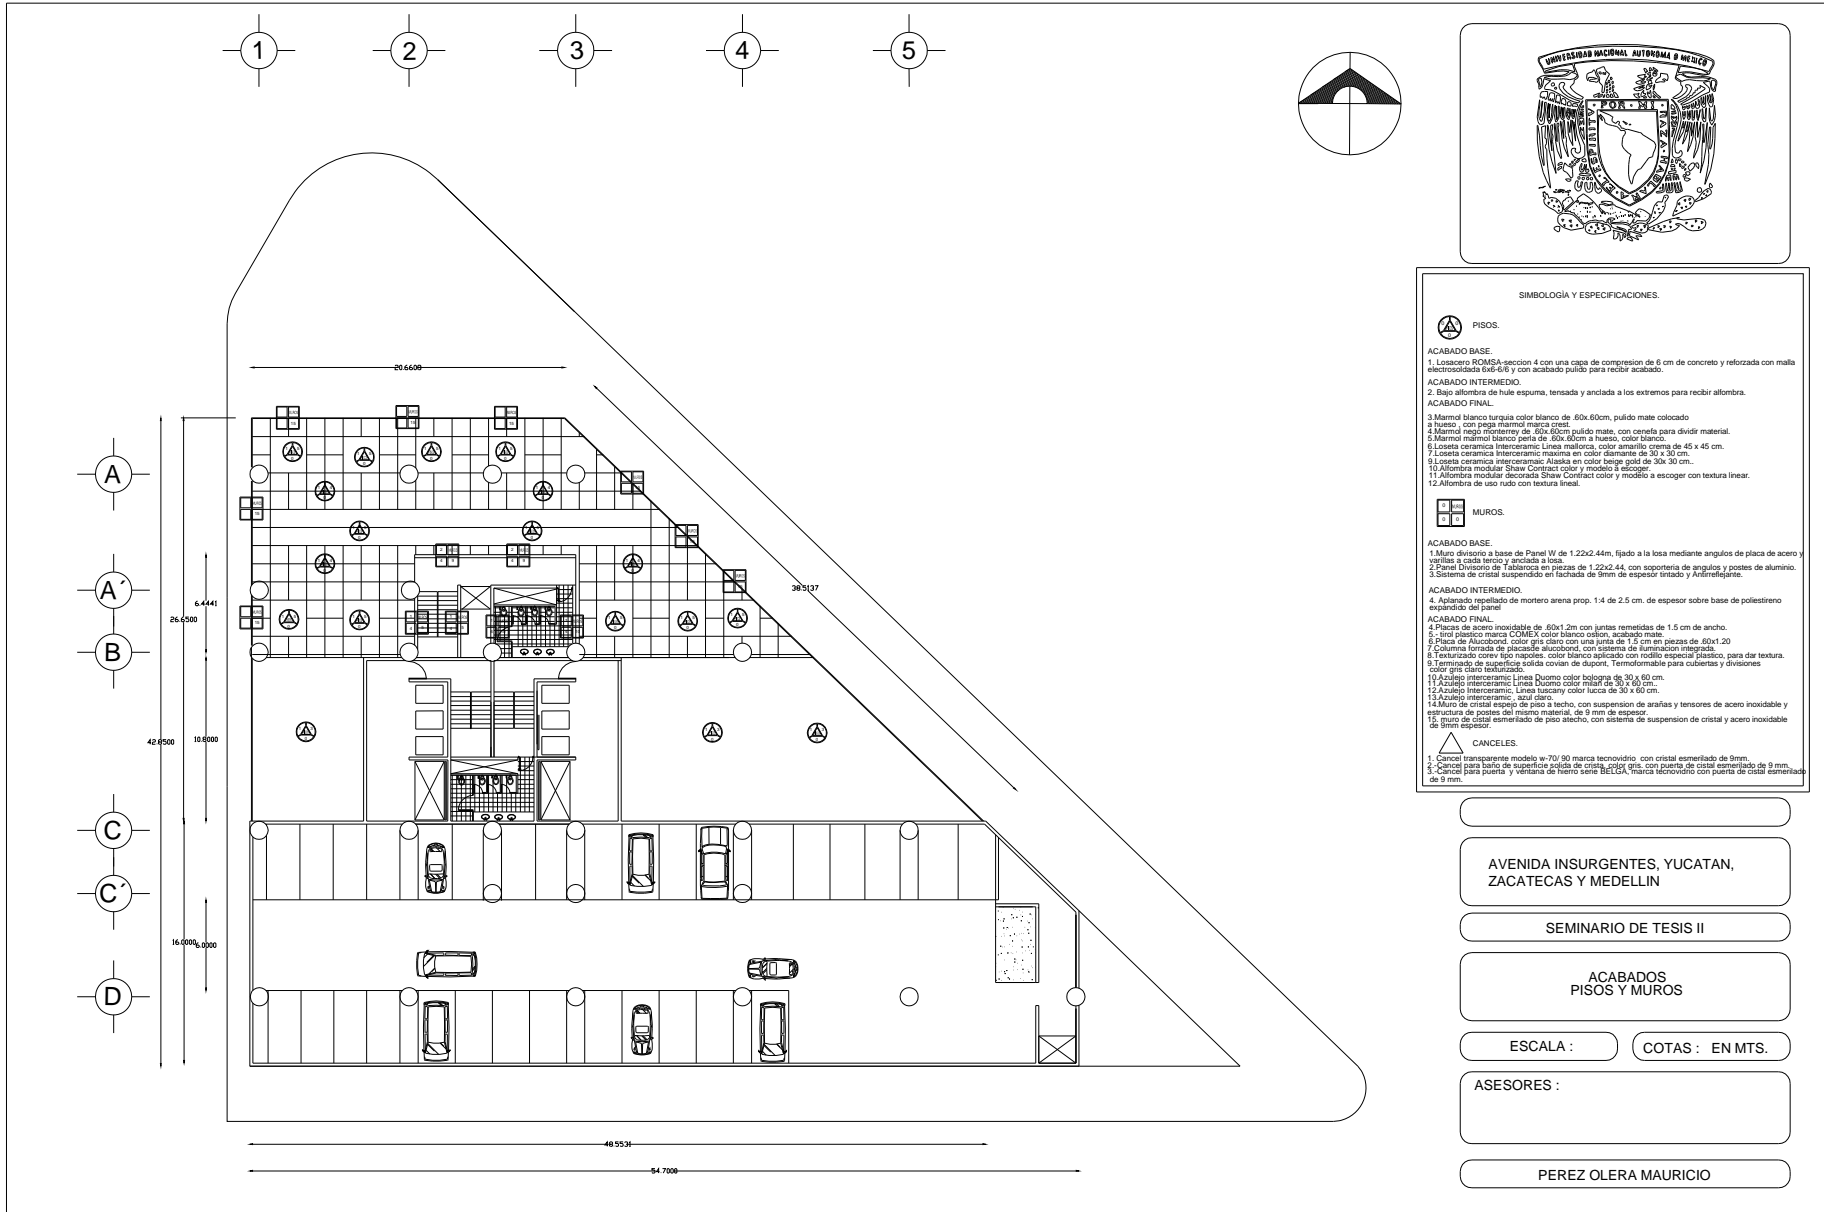 1
2
3
4
5
UNIVERSIDAD NACIONAL AUTONOMA D MEXICO
POR MI RAZA HABLARA EL ESPIRITU
SIMBOLOGÍA Y ESPECIFICACIONES.
PISOS.
ACABADO BASE.
1. Losacero ROMSA-seccion 4 con una capa de compresion de 6 cm de concreto y reforzada con malla
electrosoldada 6x6-6/6 y con acabado pulido para recibir acabado.
ACABADO INTERMEDIO.
2. Bajo alfombra de hule espuma, tensada y anclada a los extremos para recibir alfombra.
ACABADO FINAL.
3.Marmol blanco turquia color blanco de .60x.60cm, pulido mate colocado
a hueso , con pega marmol marca crest.
4.Marmol nego monterrey de .60x.60cm pulido mate, con cenefa para dividir material.
5.Marmol marmol blanco perla de .60x.60cm a hueso, color blanco.
6.Loseta ceramica Interceramic Linea mallorca, color amarillo crema de 45 x 45 cm.
7.Loseta ceramica Interceramic maxima en color diamante de 30 x 30 cm.
9.Loseta ceramica interceramaic Alaska en color beige gold de 30x 30 cm..
10.Alfombra modular Shaw Contract color y modelo a escoger.
11.Alfombra modular decorada Shaw Contract color y modelo a escoger con textura linear.
12.Alfombra de uso rudo con textura lineal.
MUROS.
ACABADO BASE.
1.Muro divisorio a base de Panel W de 1.22x2.44m, fijado a la losa mediante angulos de placa de acero y
varillas a cada tercio y anclada a losa.
2.Panel Divisorio de Tablaroca en piezas de 1.22x2.44, con soporteria de angulos y postes de aluminio.
3.Sistema de cristal suspendido en fachada de 9mm de espesor tintado y Antirreflejante.
ACABADO INTERMEDIO.
4. Aplanado repellado de mortero arena prop. 1:4 de 2.5 cm. de espesor sobre base de poliestireno
expandido del panel
ACABADO FINAL.
4.Placas de acero inoxidable de .60x1.2m con juntas remetidas de 1.5 cm de ancho.
5.- tirol plastico marca COMEX color blanco ostion, acabado mate.
6.Placa de Alucobond. color gris claro con una junta de 1.5 cm en piezas de .60x1.20
7.Columna forrada de placasde alucobond, con sistema de iluminacion integrada.
8.Texturizado corev tipo napoles. color blanco aplicado con rodillo especial plastico, para dar textura.
9.Terminado de superficie solida covian de dupont, Termoformable para cubiertas y divisiones
color gris claro texturizado.
10.Azulejo interceramic Linea Duomo color bologna de 30 x 60 cm.
11.Azulejo interceramic Linea Duomo color milan de 30 x 60 cm..
12.Azulejo Interceramic, Linea tuscany color lucca de 30 x 60 cm.
13.Azulejo interceramic , azul claro.
14.Muro de cristal espejo de piso a techo, con suspension de arañas y tensores de acero inoxidable y
estructura de postes del mismo material, de 9 mm de espesor.
15. muro de cistal esmerilado de piso atecho, con sistema de suspension de cristal y acero inoxidable
de 9mm espesor.
CANCELES.
1. Cancel transparente modelo w-70/ 90 marca tecnovidrio con cristal esmerilado de 9mm.
2.-Cancel para baño de superficie solida de crista, color gris. con puerta de cistal esmerilado de 9 mm.
3.-Cancel para puerta y ventana de hierro serie BELGA, marca tecnovidrio con puerta de cistal esmerilado
de 9 mm.
AVENIDA INSURGENTES, YUCATAN,
ZACATECAS Y MEDELLIN
SEMINARIO DE TESIS II
ACABADOS
PISOS Y MUROS
ESCALA :
COTAS : EN MTS.
ASESORES :
PEREZ OLERA MAURICIO
A
A´
B
C
C´
D
20.6600
38.5137
6.4441
26.6500
42.8500
10.8000
16.0000
6.0000
48.5531
54.7000